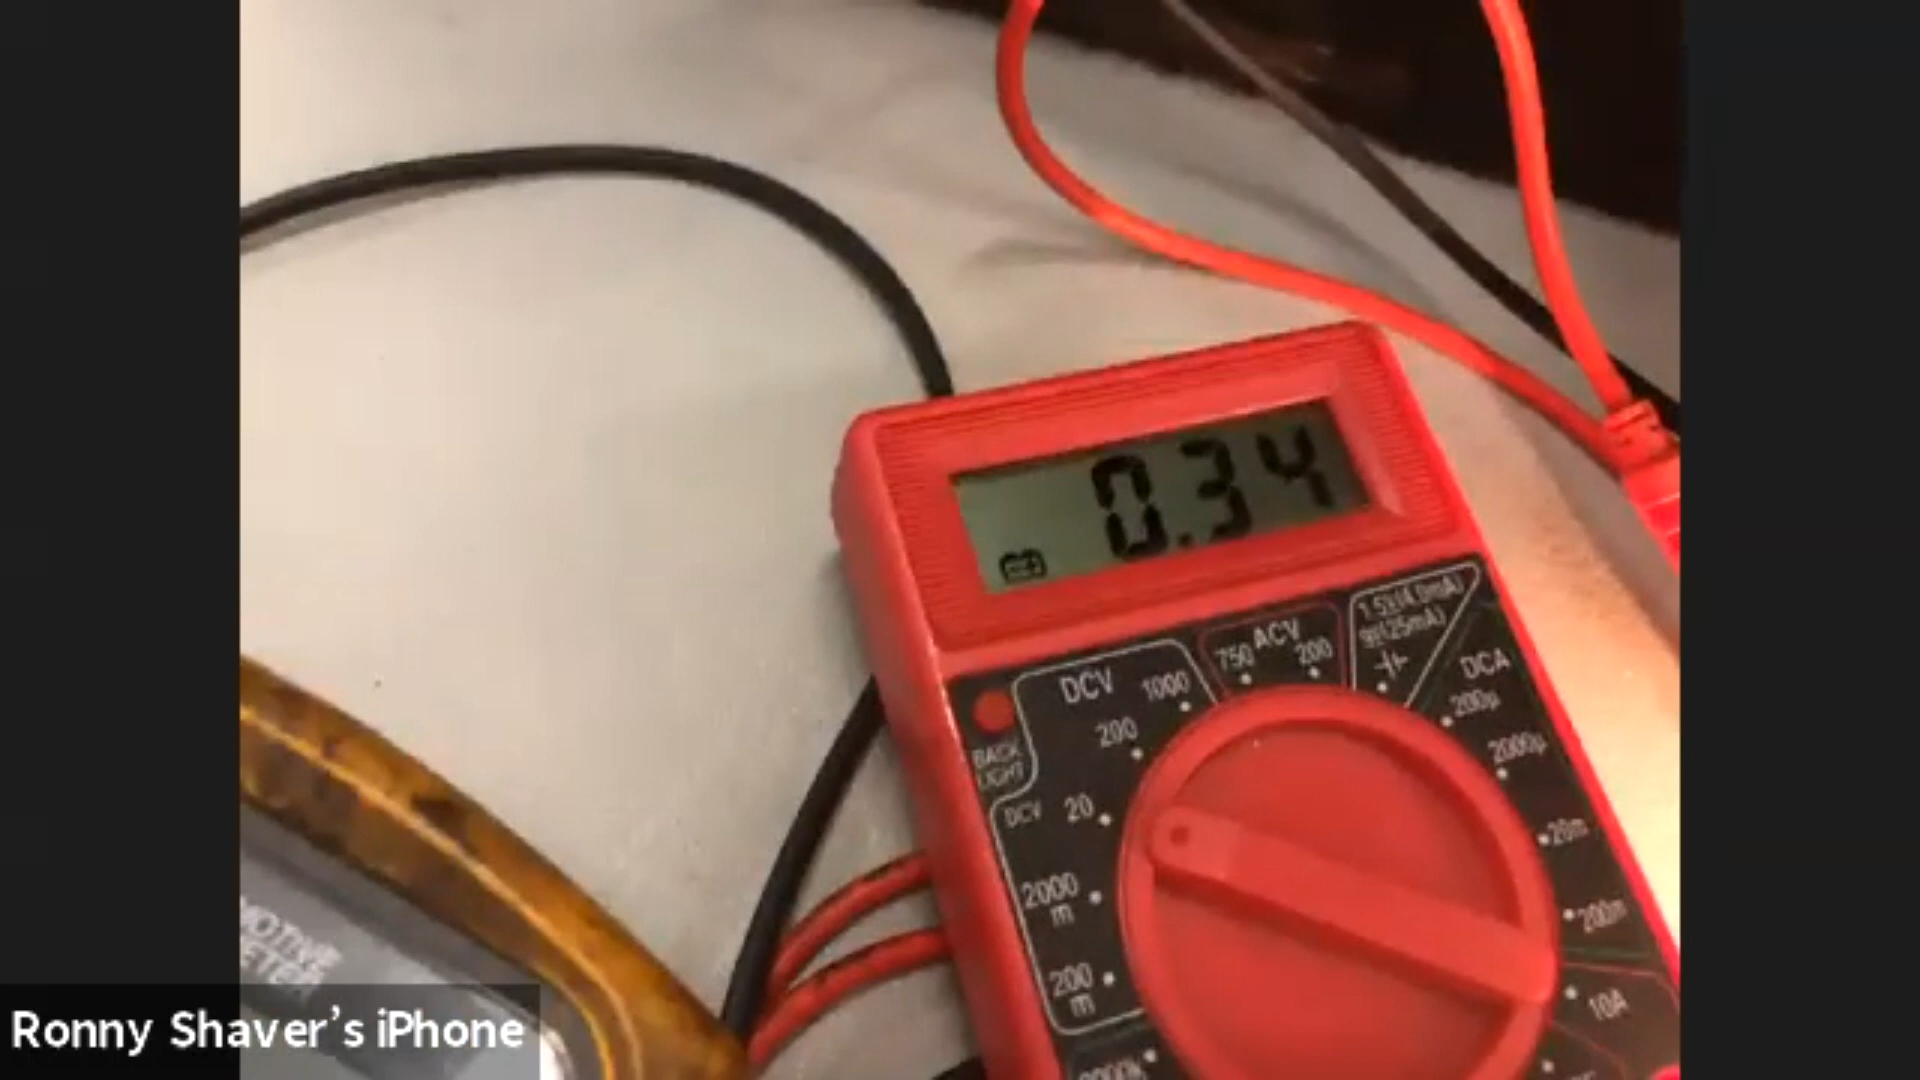 0.34
1.5V(4.0mA)
9V(25mA)
ACV
750
200
DCV
1000
200
DCA
200µ
2000µ
BACK
LIGHT
DCV
20
20m
2000
m
200m
200
m
10A
Ronny Shaver’s iPhone